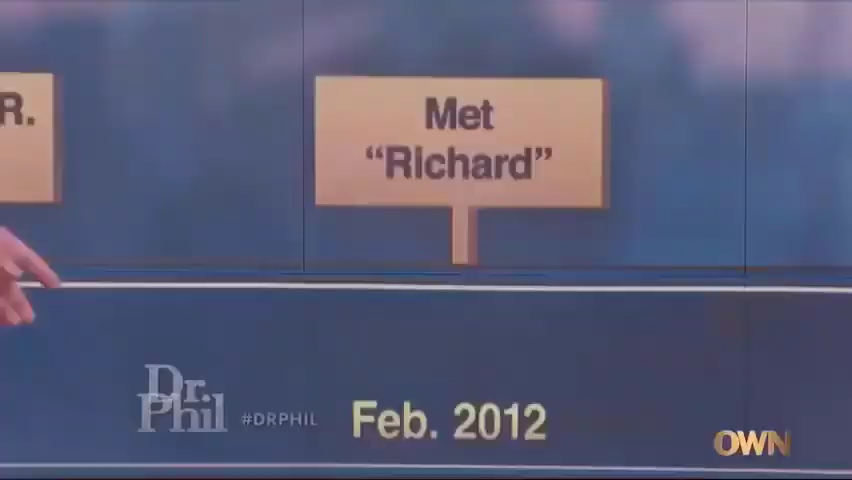 R.
Met
“Richard”
Dr.
Phil
#DRPHIL
Feb. 2012
OWN